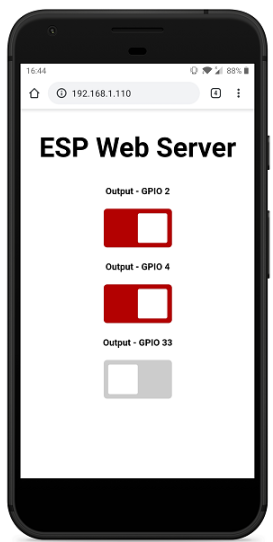 16:44
88%
192.168.1.110
4
ESP Web Server
Output - GPIO 2
Output - GPIO 4
Output - GPIO 33